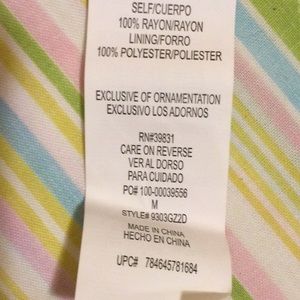 SELF/CUERPO
100% RAYON/RAYON
LINING/FORRO
100% POLYESTER/POLIESTER
EXCLUSIVE OF ORNAMENTATION
EXCLUSIVO LOS ADORNOS
RN#39831
CARE ON REVERSE
VER AL DORSO
PARA CUIDADO
PO# 100-00039556
M
STYLE# 9303GZ2D
MADE IN CHINA
HECHO EN CHINA
UPC# 784645781684